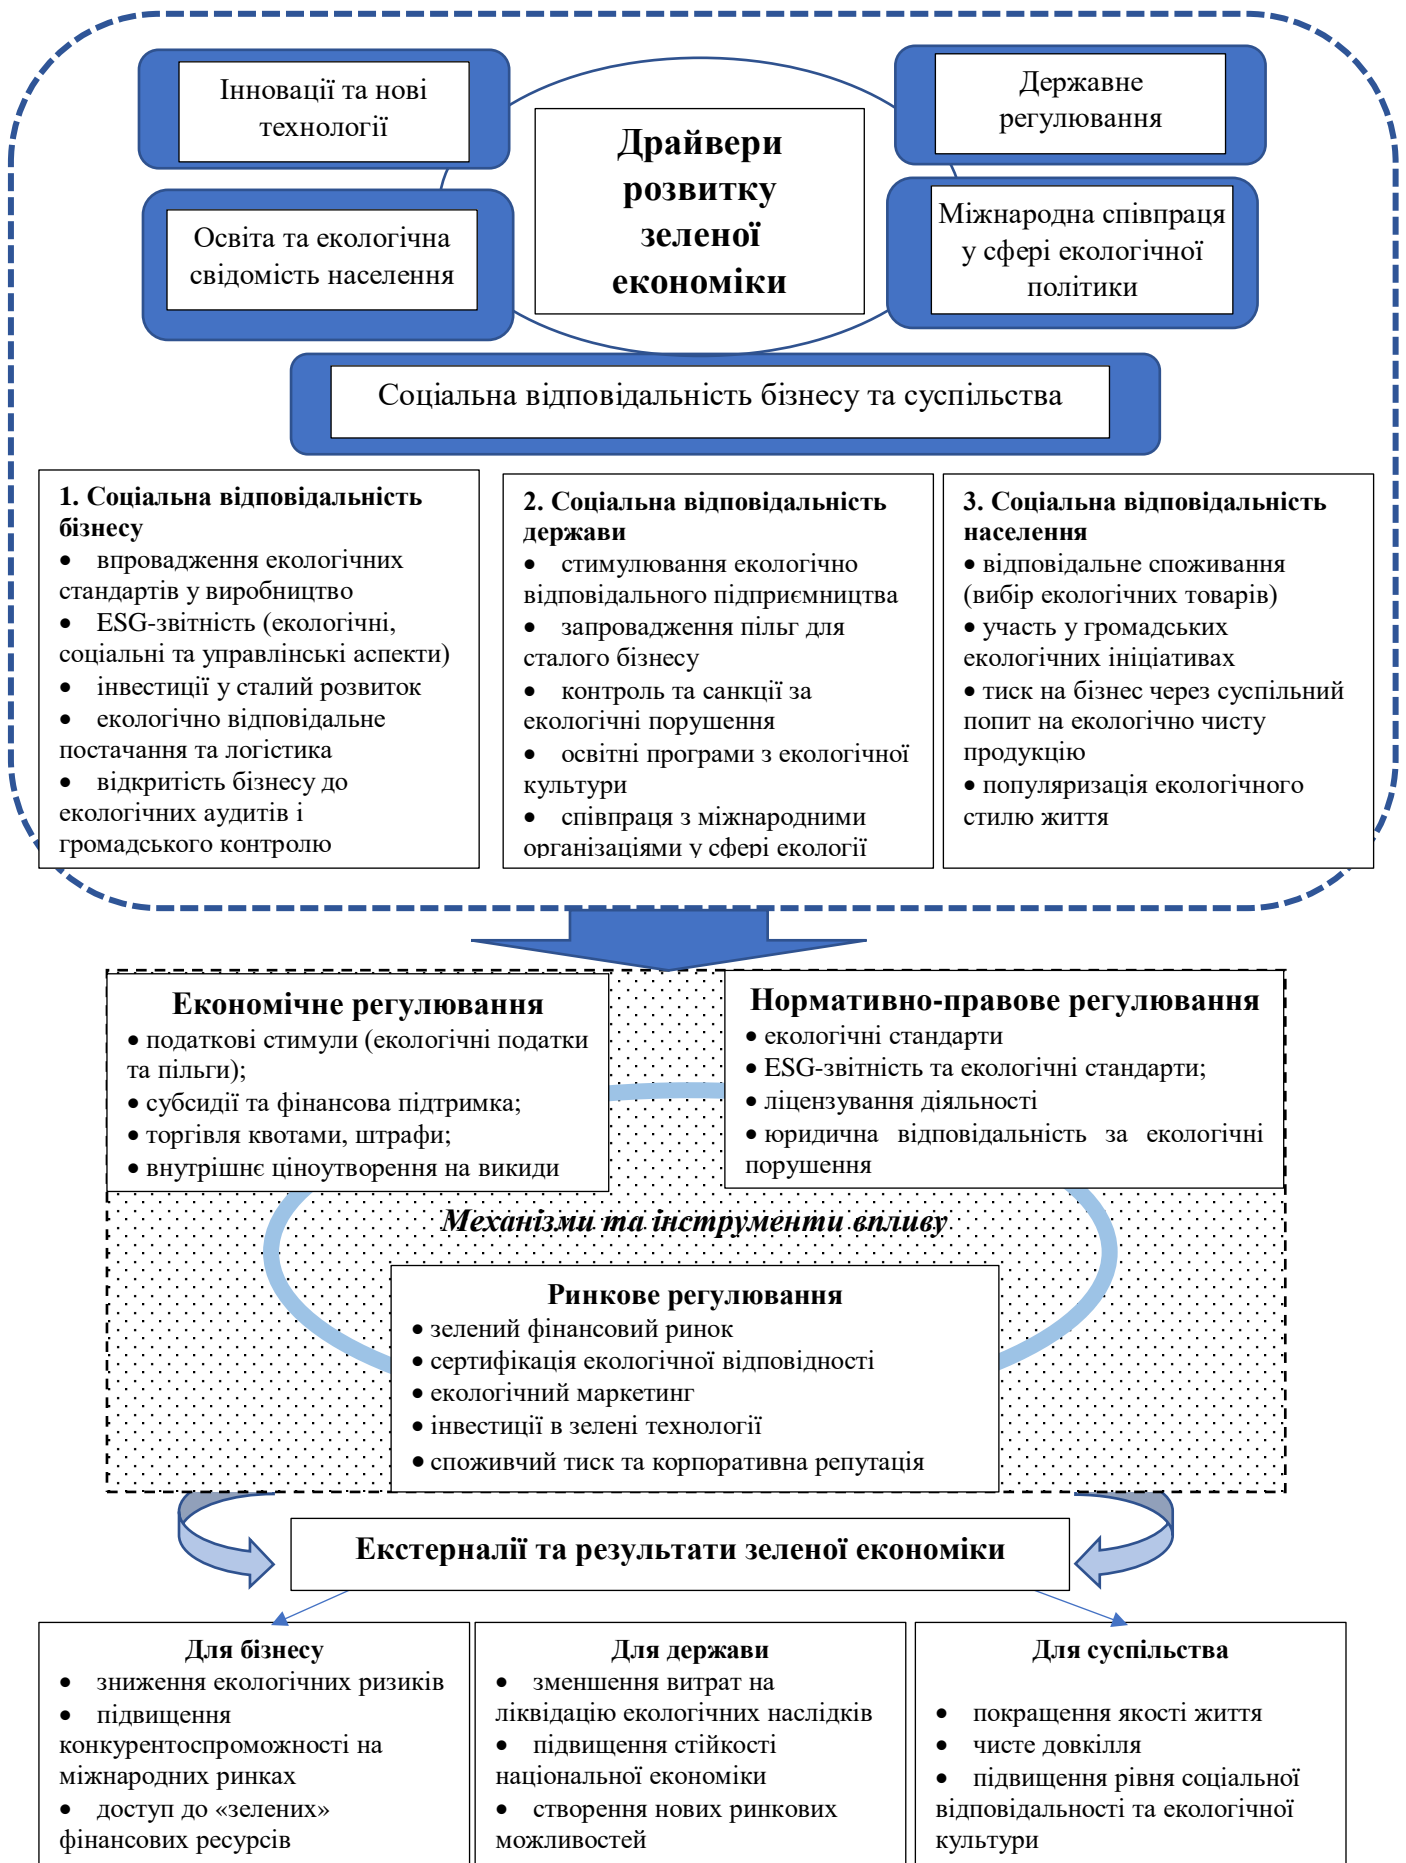 Інновації та нові
технології
Державне
регулювання
Драйвери
розвитку
зеленої
економіки
Освіта та екологічна
свідомість населення
Міжнародна співпраця
у сфері екологічної
політики
Соціальна відповідальність бізнесу та суспільства
1. Соціальна відповідальність
бізнесу
• впровадження екологічних
стандартів у виробництво
• ESG-звітність (екологічні,
соціальні та управлінські аспекти)
• інвестиції у сталий розвиток
• екологічно відповідальне
постачання та логістика
• відкритість бізнесу до
екологічних аудитів і
громадського контролю
2. Соціальна відповідальність
держави
• стимулювання екологічно
відповідального підприємництва
• запровадження пільг для
сталого бізнесу
• контроль та санкції за
екологічні порушення
• освітні програми з екологічної
культури
• співпраця з міжнародними
організаціями у сфері екології
3. Соціальна відповідальність
населення
• відповідальне споживання
(вибір екологічних товарів)
• участь у громадських
екологічних ініціативах
• тиск на бізнес через суспільний
попит на екологічно чисту
продукцію
• популяризація екологічного
стилю життя
Економічне регулювання
• податкові стимули (екологічні податки
та пільги);
• субсидії та фінансова підтримка;
• торгівля квотами, штрафи;
• внутрішнє ціноутворення на викиди
Нормативно-правове регулювання
• екологічні стандарти
• ESG-звітність та екологічні стандарти;
• ліцензування діяльності
• юридична відповідальність за екологічні
порушення
Механізми та інструменти впливу
Ринкове регулювання
• зелений фінансовий ринок
• сертифікація екологічної відповідності
• екологічний маркетинг
• інвестиції в зелені технології
• споживчий тиск та корпоративна репутація
Екстерналії та результати зеленої економіки
Для бізнесу
• зниження екологічних ризиків
• підвищення
конкурентоспроможності на
міжнародних ринках
• доступ до «зелених»
фінансових ресурсів
Для держави
• зменшення витрат на
ліквідацію екологічних наслідків
• підвищення стійкості
національної економіки
• створення нових ринкових
можливостей
Для суспільства
• покращення якості життя
• чисте довкілля
• підвищення рівня соціальної
відповідальності та екологічної
культури